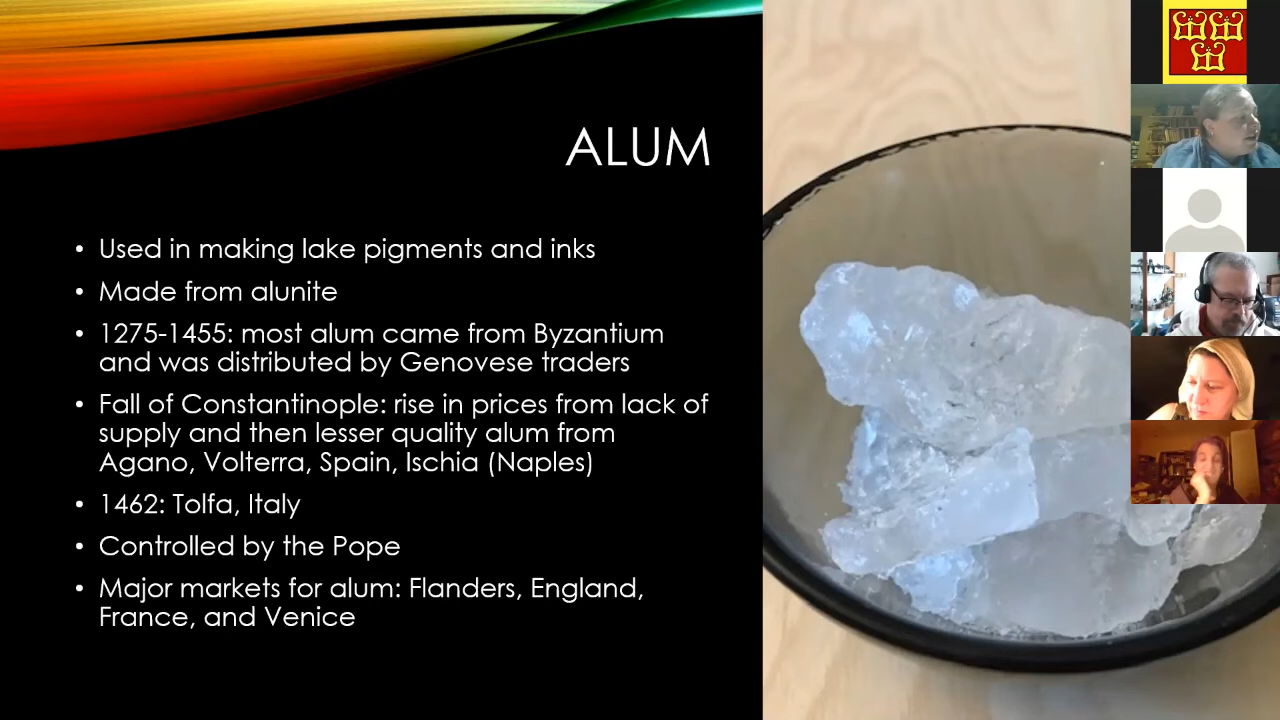 ALUM
• Used in making lake pigments and inks
• Made from alunite
• 1275-1455: most alum came from Byzantium
and was distributed by Genovese traders
• Fall of Constantinople: rise in prices from lack of
supply and then lesser quality alum from
Agano, Volterra, Spain, Ischia (Naples)
• 1462: Tolfa, Italy
• Controlled by the Pope
• Major markets for alum: Flanders, England,
France, and Venice